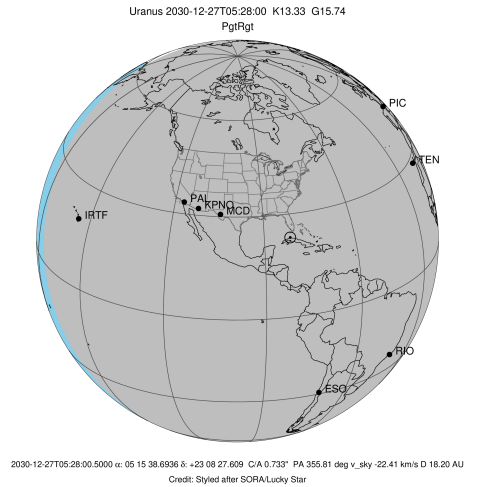 Uranus 2030-12-27T05:28:00 K13.33 G15.74
PgtRgt
PIC
TEN
PAL
KPNO
MCD
IRTF
RIO
ESO
2030-12-27T05:28:00.5000 α: 05 15 38.6936 δ: +23 08 27.609 C/A 0.733" PA 355.81 deg v_sky -22.41 km/s D 18.20 AU
Credit: Styled after SORA/Lucky Star